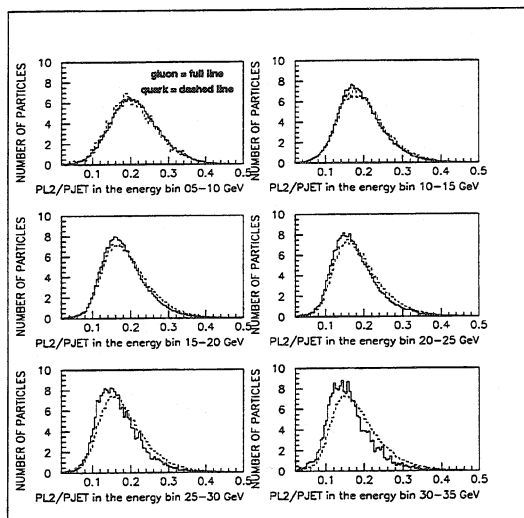 NUMBER OF PARTICLES
10
8
6
4
2
0
gluon = full line
quark = dashed line
0.1 0.2 0.3 0.4 0.5
PL2/PJET in the energy bin 05-10 GeV
NUMBER OF PARTICLES
10
8
6
4
2
0
0.1 0.2 0.3 0.4 0.5
PL2/PJET in the energy bin 10-15 GeV
NUMBER OF PARTICLES
10
8
6
4
2
0
0.1 0.2 0.3 0.4 0.5
PL2/PJET in the energy bin 15-20 GeV
NUMBER OF PARTICLES
10
8
6
4
2
0
0.1 0.2 0.3 0.4 0.5
PL2/PJET in the energy bin 20-25 GeV
NUMBER OF PARTICLES
10
8
6
4
2
0
0.1 0.2 0.3 0.4 0.5
PL2/PJET in the energy bin 25-30 GeV
NUMBER OF PARTICLES
10
8
6
4
2
0
0.1 0.2 0.3 0.4 0.5
PL2/PJET in the energy bin 30-35 GeV